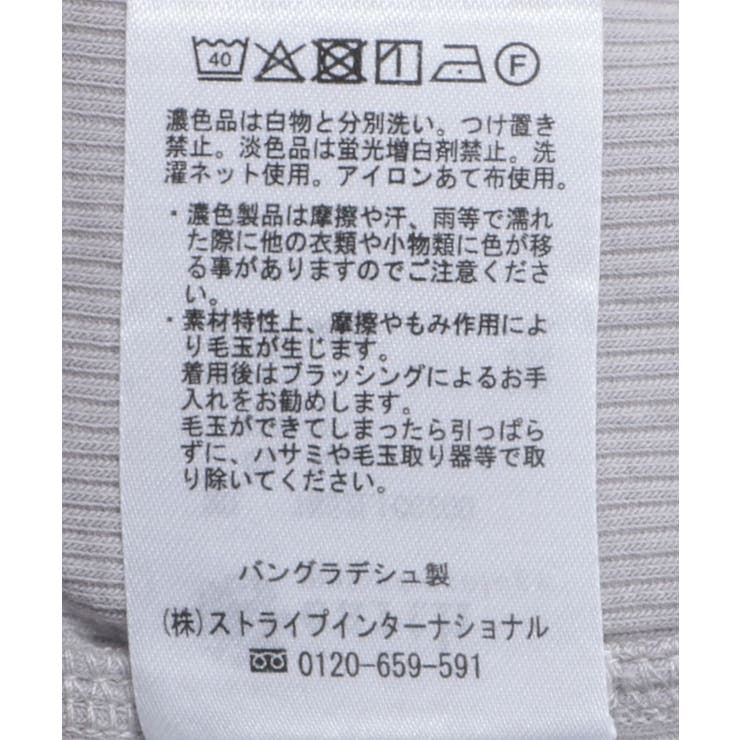 40 F
濃色品は白物と分別洗い。つけ置き
禁止。淡色品は蛍光増白剤禁止。洗
濯ネット使用。アイロンあて布使用。
・濃色製品は摩擦や汗、雨等で濡れ
た際に他の衣類や小物類に色が移
る事がありますのでご注意くださ
い。
・素材特性上、摩擦やもみ作用によ
り毛玉が生じます。
着用後はブラッシングによるお手
入れをお勧めします。
毛玉ができてしまったら引っぱら
ずに、ハサミや毛玉取り器等で取
り除いてください。
バングラデシュ製
(株)ストライプインターナショナル
0120-659-591